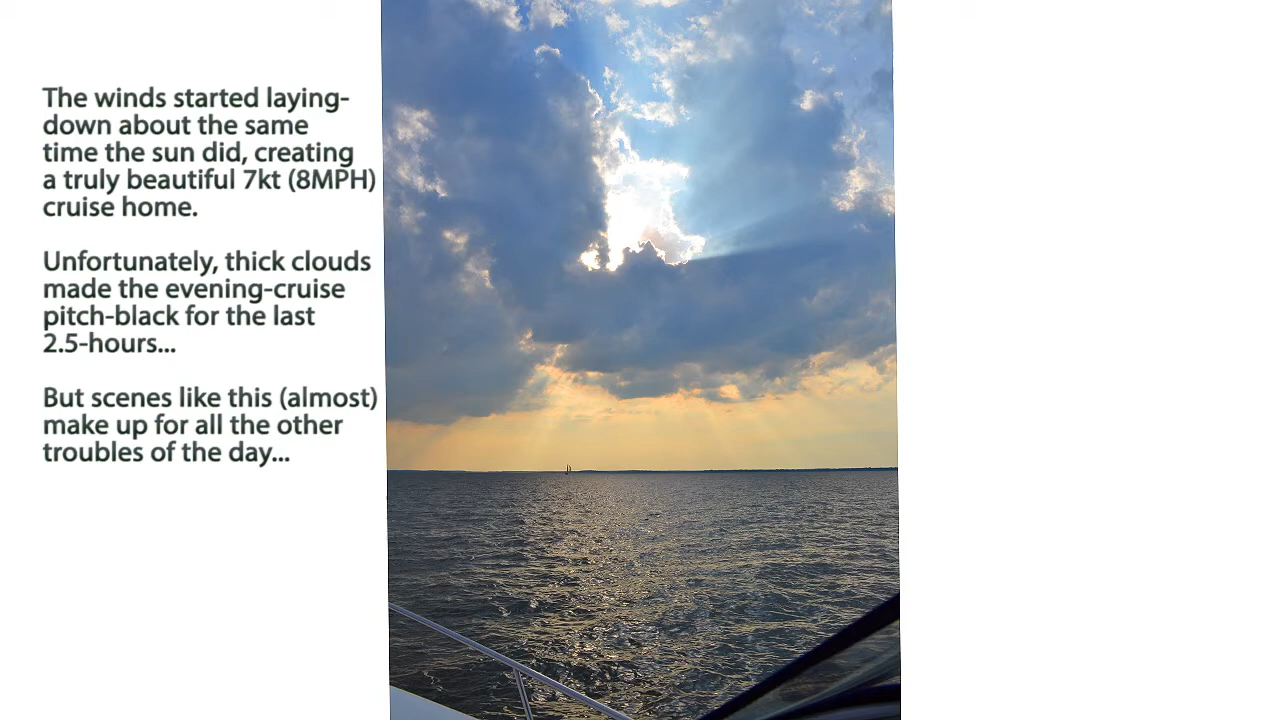 The winds started laying-
down about the same
time the sun did, creating
a truly beautiful 7kt (8MPH)
cruise home.
Unfortunately, thick clouds
made the evening-cruise
pitch-black for the last
2.5-hours...
But scenes like this (almost)
make up for all the other
troubles of the day...